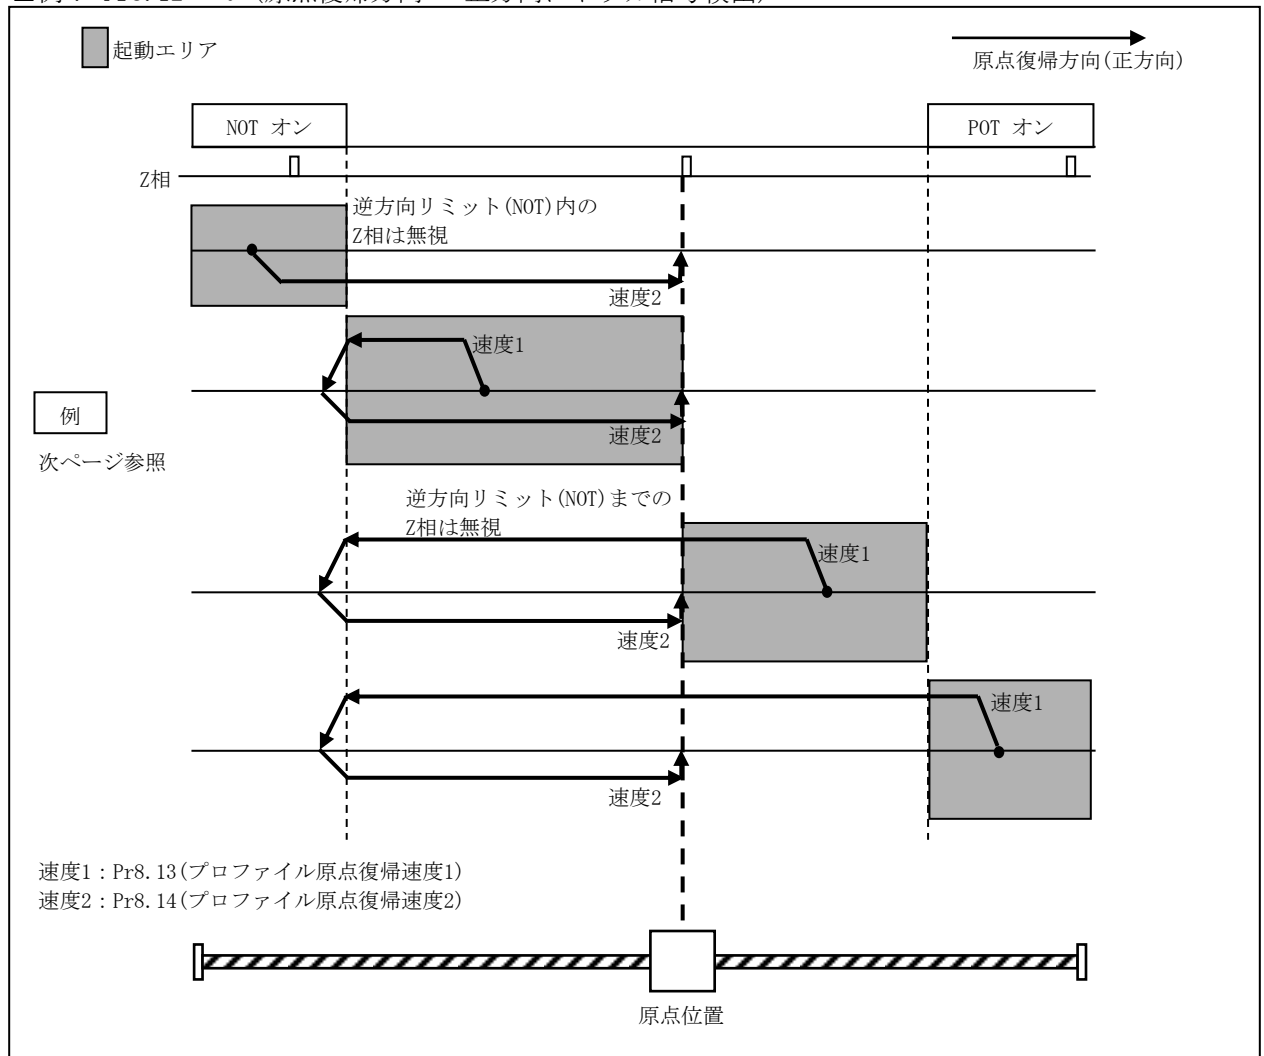 起動エリア
原点復帰方向(正方向)
NOT オン
POT オン
Z相
逆方向リミット(NOT)内の
Z相は無視
速度2
速度1
速度2
例
次ページ参照
逆方向リミット(NOT)までの
Z相は無視
速度1
速度2
速度1
速度2
速度1：Pr8.13(プロファイル原点復帰速度1)
速度2：Pr8.14(プロファイル原点復帰速度2)
原点位置